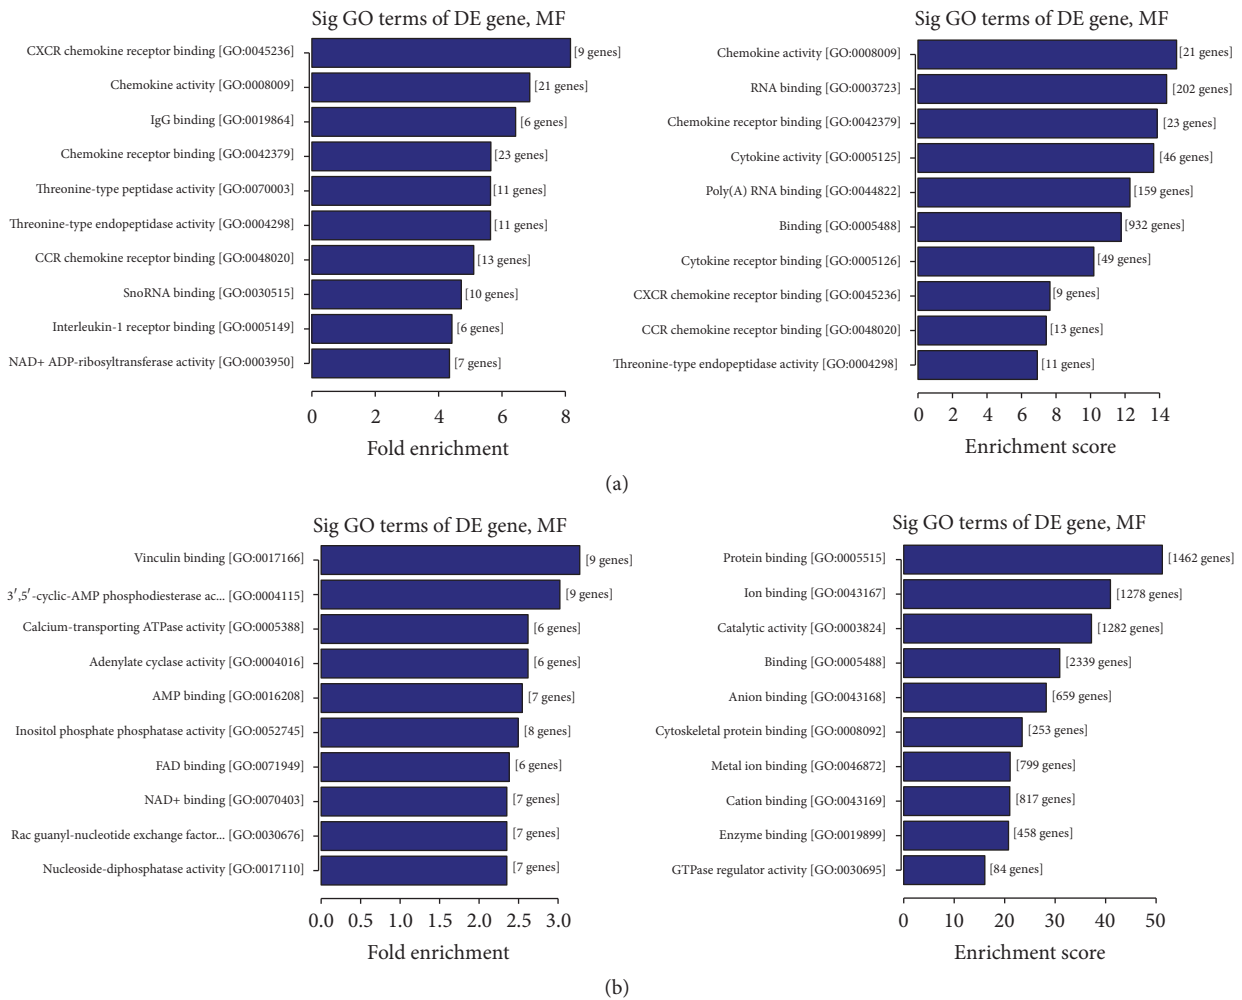 Sig GO terms of DE gene, MF
CXCR chemokine receptor binding [GO:0045236] [9 genes]
Chemokine activity [GO:0008009] [21 genes]
IgG binding [GO:0019864] [6 genes]
Chemokine receptor binding [GO:0042379] [23 genes]
Threonine-type peptidase activity [GO:0070003] [11 genes]
Threonine-type endopeptidase activity [GO:0004298] [11 genes]
CCR chemokine receptor binding [GO:0048020] [13 genes]
SnoRNA binding [GO:0030515] [10 genes]
Interleukin-1 receptor binding [GO:0005149] [6 genes]
NAD+ ADP-ribosyltransferase activity [GO:0003950] [7 genes]
0 2 4 6 8
Fold enrichment
Sig GO terms of DE gene, MF
Chemokine activity [GO:0008009] [21 genes]
RNA binding [GO:0003723] [202 genes]
Chemokine receptor binding [GO:0042379] [23 genes]
Cytokine activity [GO:0005125] [46 genes]
Poly(A) RNA binding [GO:0044822] [159 genes]
Binding [GO:0005488] [932 genes]
Cytokine receptor binding [GO:0005126] [49 genes]
CXCR chemokine receptor binding [GO:0045236] [9 genes]
CCR chemokine receptor binding [GO:0048020] [13 genes]
Threonine-type endopeptidase activity [GO:0004298] [11 genes]
0 2 4 6 8 10 12 14
Enrichment score
(a)
Sig GO terms of DE gene, MF
Vinculin binding [GO:0017166] [9 genes]
3′,5′-cyclic-AMP phosphodiesterase ac... [GO:0004115] [9 genes]
Calcium-transporting ATPase activity [GO:0005388] [6 genes]
Adenylate cyclase activity [GO:0004016] [6 genes]
AMP binding [GO:0016208] [7 genes]
Inositol phosphate phosphatase activity [GO:0052745] [8 genes]
FAD binding [GO:0071949] [6 genes]
NAD+ binding [GO:0070403] [7 genes]
Rac guanyl-nucleotide exchange factor... [GO:0030676] [7 genes]
Nucleoside-diphosphatase activity [GO:0017110] [7 genes]
0.0 0.5 1.0 1.5 2.0 2.5 3.0
Fold enrichment
Sig GO terms of DE gene, MF
Protein binding [GO:0005515] [1462 genes]
Ion binding [GO:0043167] [1278 genes]
Catalytic activity [GO:0003824] [1282 genes]
Binding [GO:0005488] [2339 genes]
Anion binding [GO:0043168] [659 genes]
Cytoskeletal protein binding [GO:0008092] [253 genes]
Metal ion binding [GO:0046872] [799 genes]
Cation binding [GO:0043169] [817 genes]
Enzyme binding [GO:0019899] [458 genes]
GTPase regulator activity [GO:0030695] [84 genes]
0 10 20 30 40 50
Enrichment score
(b)